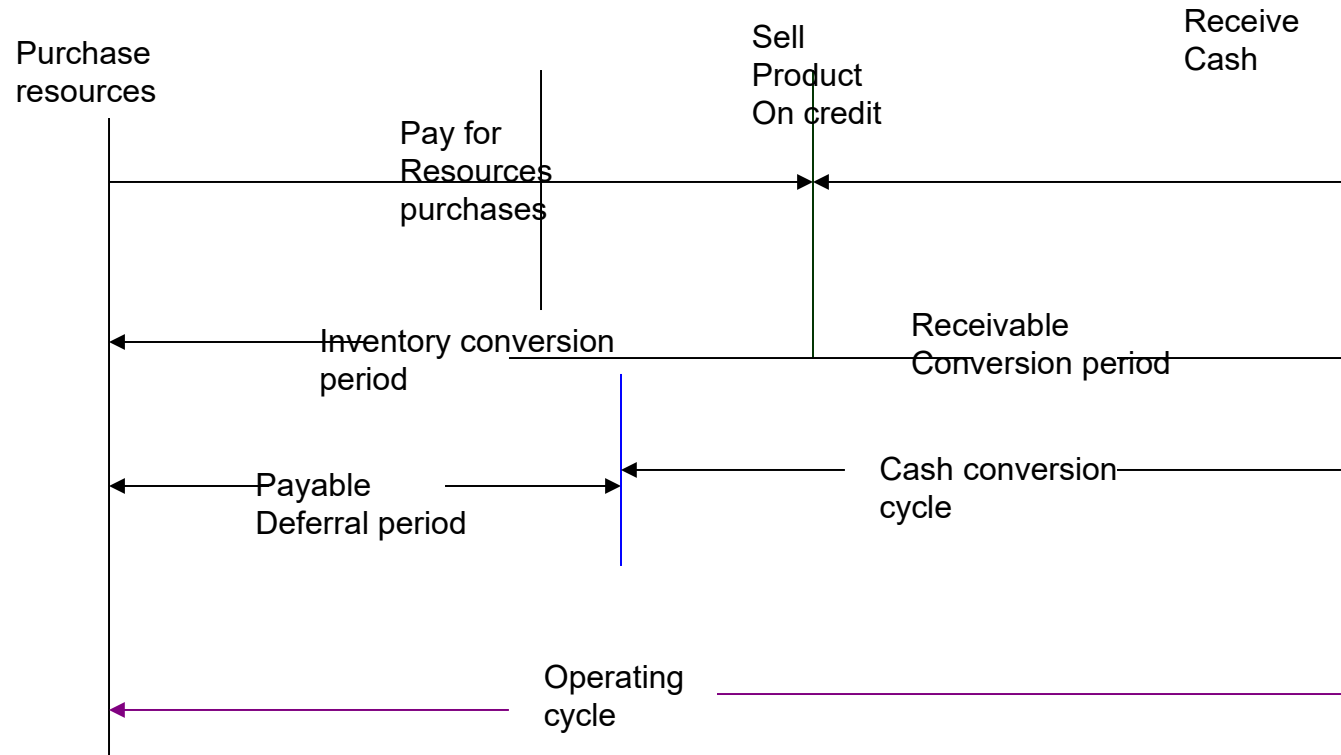 Purchase
resources
Pay for
Resources
purchases
Sell
Product
On credit
Receive
Cash
Inventory conversion
period
Receivable
Conversion period
Payable
Deferral period
Cash conversion
cycle
Operating
cycle